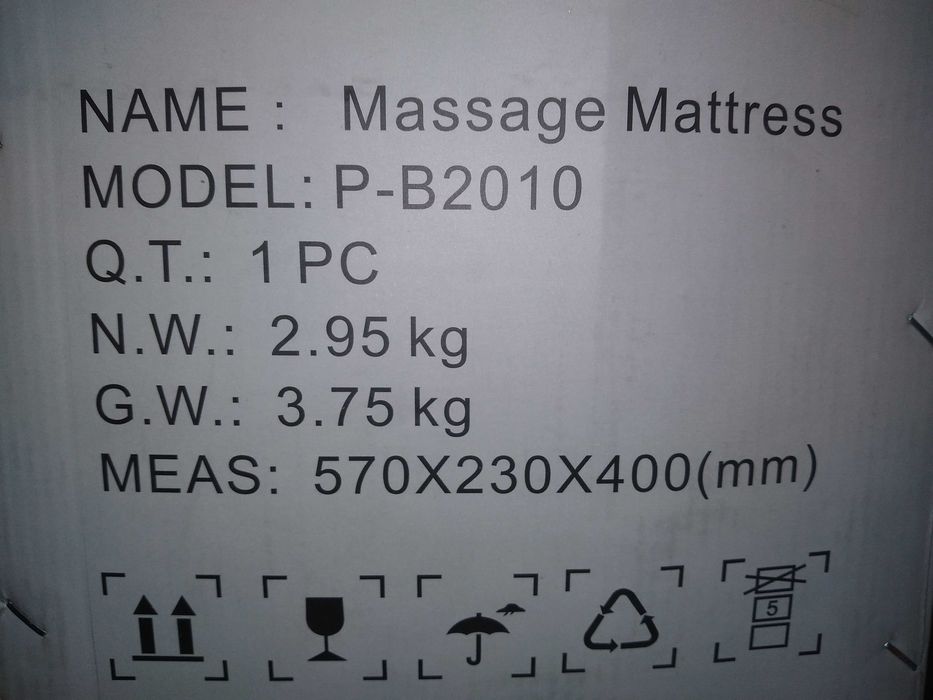 NAME : Massage Mattress
MODEL: P-B2010
Q.T.: 1 PC
N.W.: 2.95 kg
G.W.: 3.75 kg
MEAS: 570X230X400(mm)
5